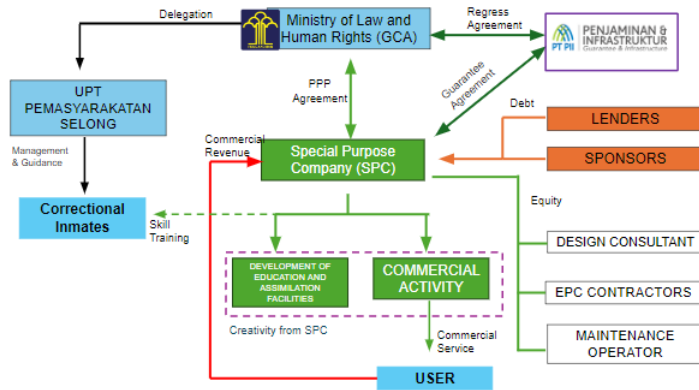 Delegation
Ministry of Law and
Human Rights (GCA)
Regress
Agreement
PT PII
PENJAMINAN &
INFRASTRUKTUR
Guarantee & Infrastructure
UPT
PEMASYARAKATAN
SELONG
PPP
Agreement
Guarantee
Agreement
Debt
LENDERS
Management
& Guidance
Commercial
Revenue
Special Purpose
Company (SPC)
SPONSORS
Correctional
Inmates
Skill
Training
Equity
DESIGN CONSULTANT
DEVELOPMENT OF
EDUCATION AND
ASSIMILATION
FACILITIES
COMMERCIAL
ACTIVITY
EPC CONTRACTORS
Creativity from SPC
Commercial
Service
MAINTENANCE
OPERATOR
USER